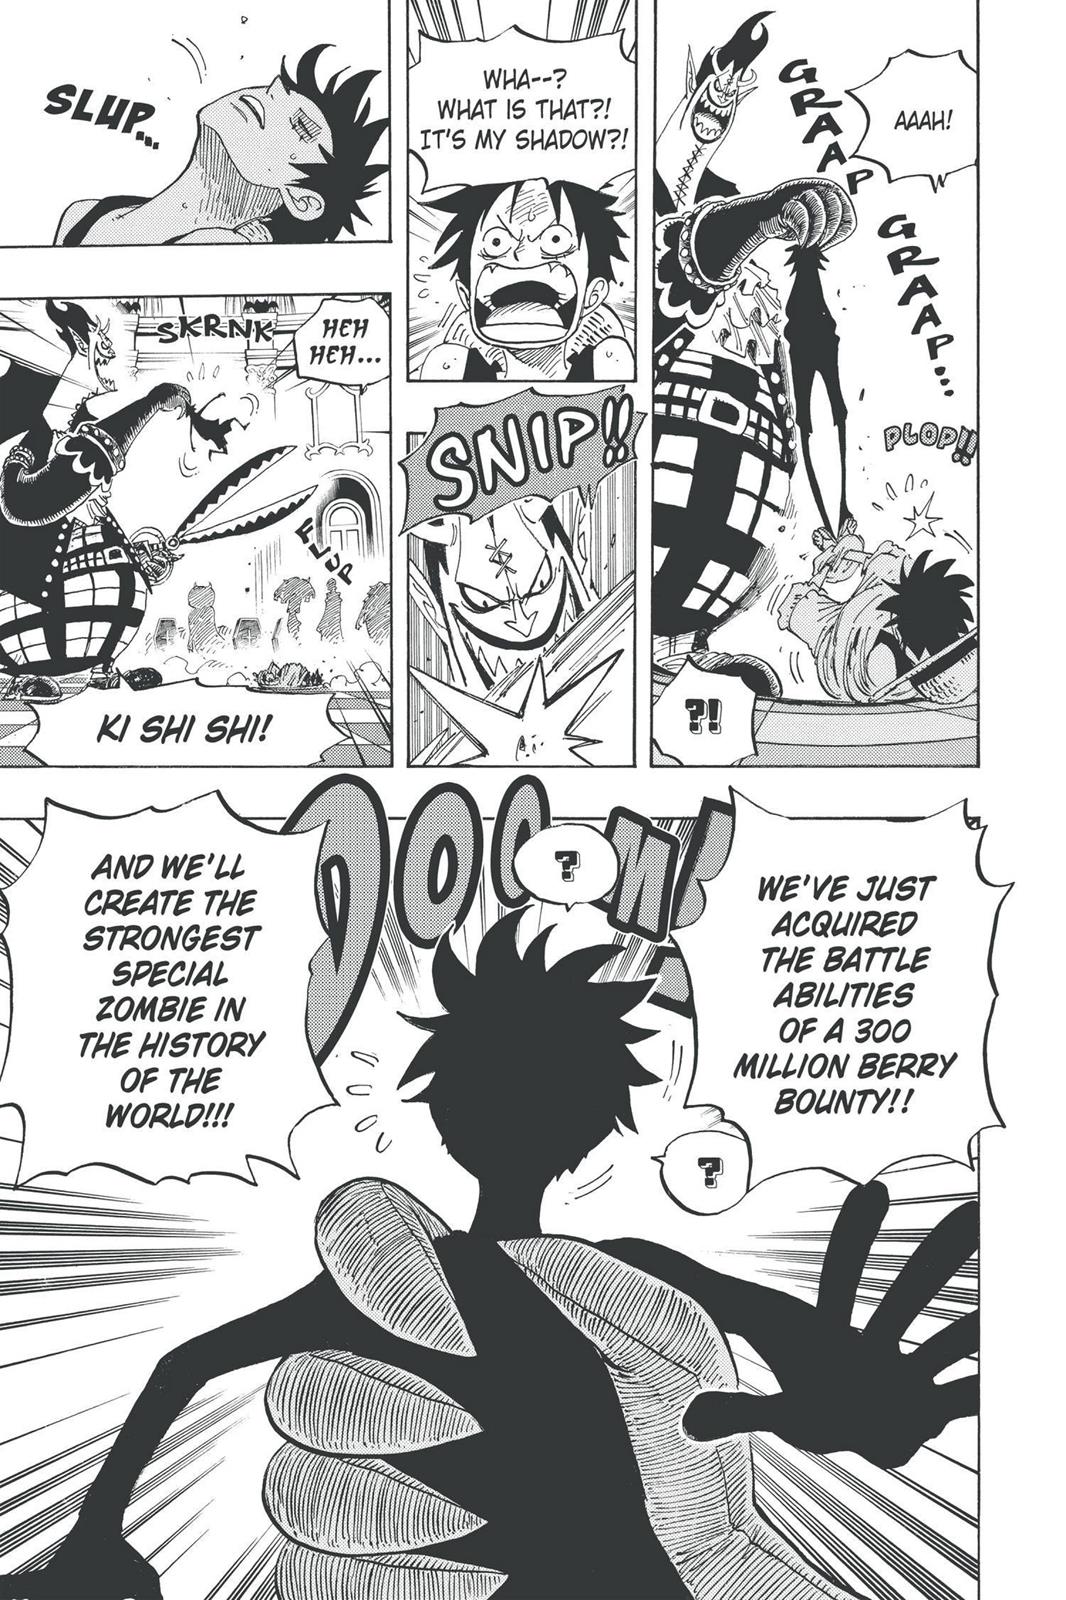 AAAH!
GRAAP
GRAAP...
PLOP!!
?!
WHA--?
WHAT IS THAT?!
IT'S MY SHADOW?!
SNIP!!
SLUP...
SKRNK
HEH
HEH...
FLUP
KI SHI SHI!
WE'VE JUST
ACQUIRED
THE BATTLE
ABILITIES
OF A 300
MILLION BERRY
BOUNTY!!
?
DOOOM!!
?
AND WE'LL
CREATE THE
STRONGEST
SPECIAL
ZOMBIE IN
THE HISTORY
OF THE
WORLD!!!